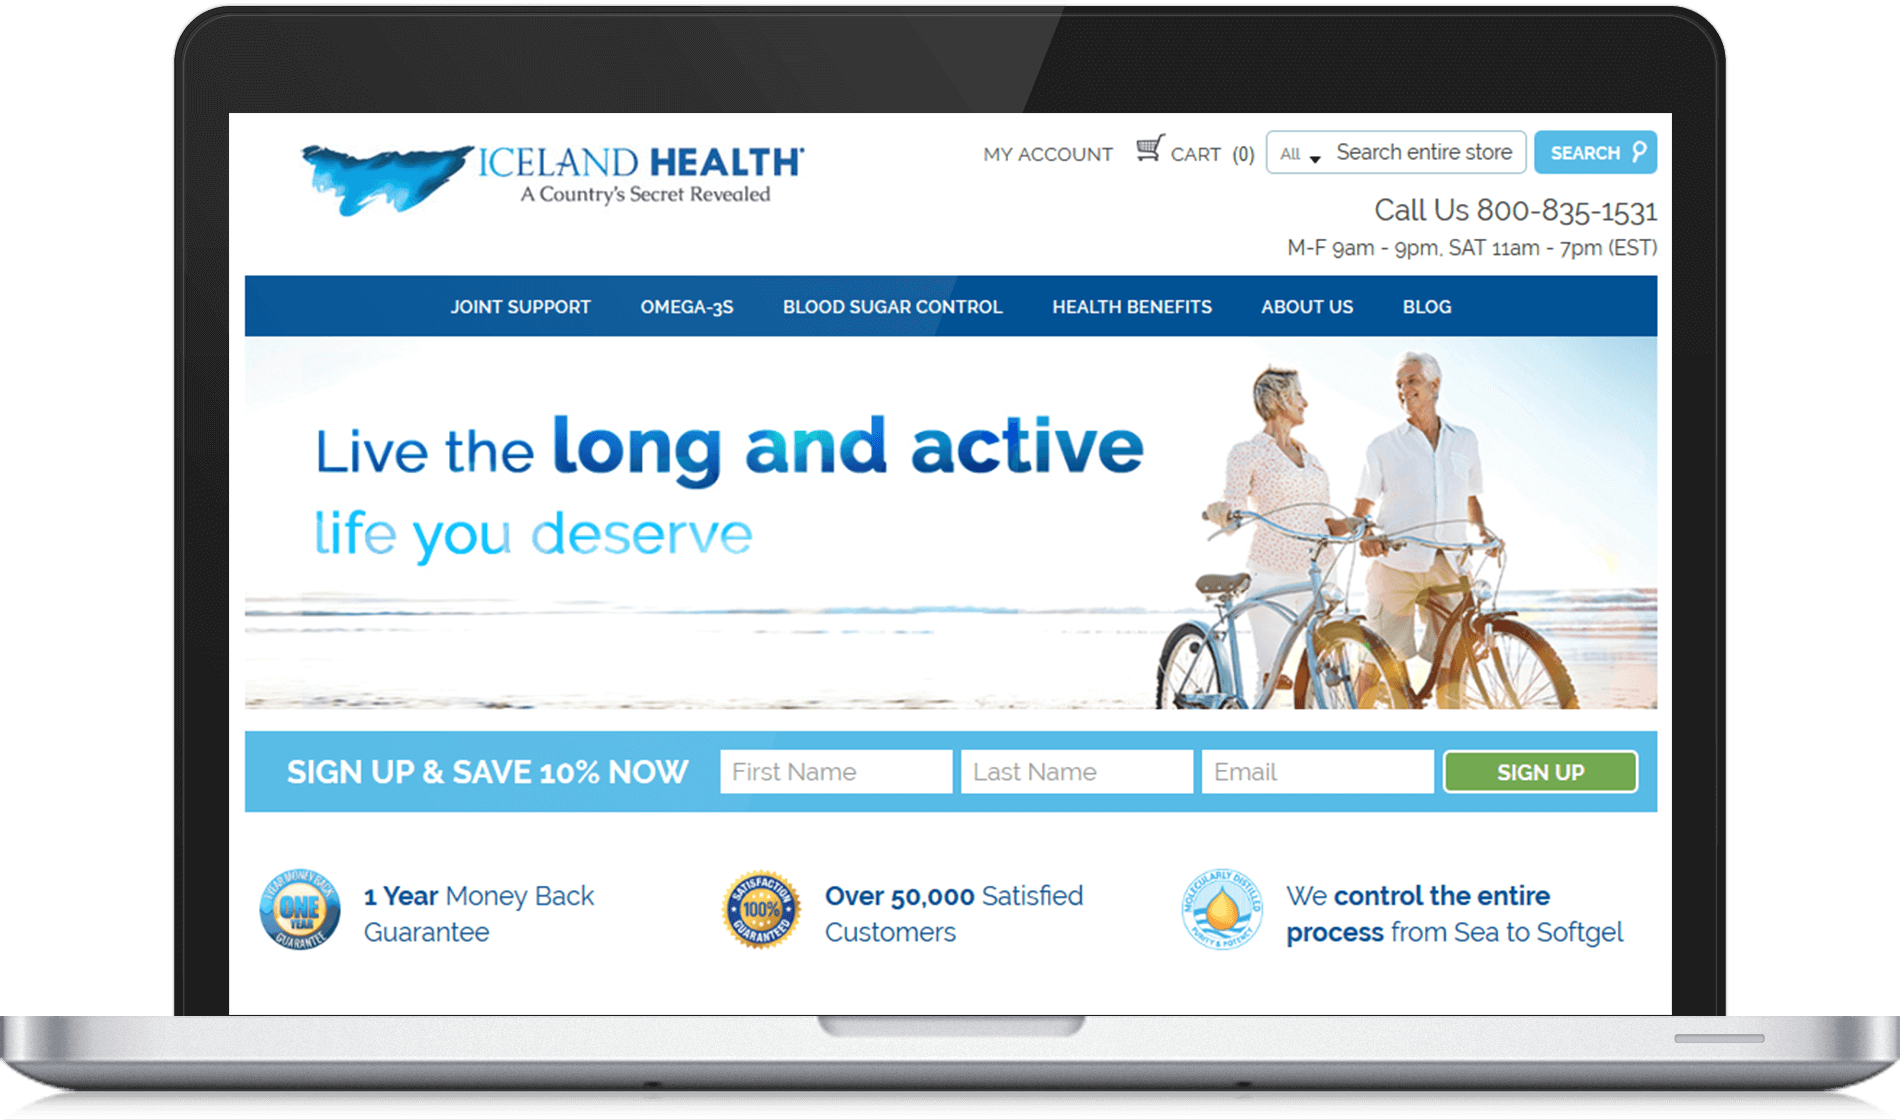 ICELAND HEALTH®
A Country's Secret Revealed
MY ACCOUNT
CART (0)
All
Search entire store
SEARCH
Call Us 800-835-1531
M-F 9am - 9pm, SAT 11am - 7pm (EST)
JOINT SUPPORT
OMEGA-3S
BLOOD SUGAR CONTROL
HEALTH BENEFITS
ABOUT US
BLOG
Live the long and active
life you deserve
SIGN UP & SAVE 10% NOW
First Name
Last Name
Email
SIGN UP
1 YEAR MONEY BACK
ONE
YEAR
GUARANTEE
1 Year Money Back
Guarantee
SATISFACTION
100%
GUARANTEED
Over 50,000 Satisfied
Customers
MOLECULARLY DISTILLED
PURITY & POTENCY
We control the entire
process from Sea to Softgel